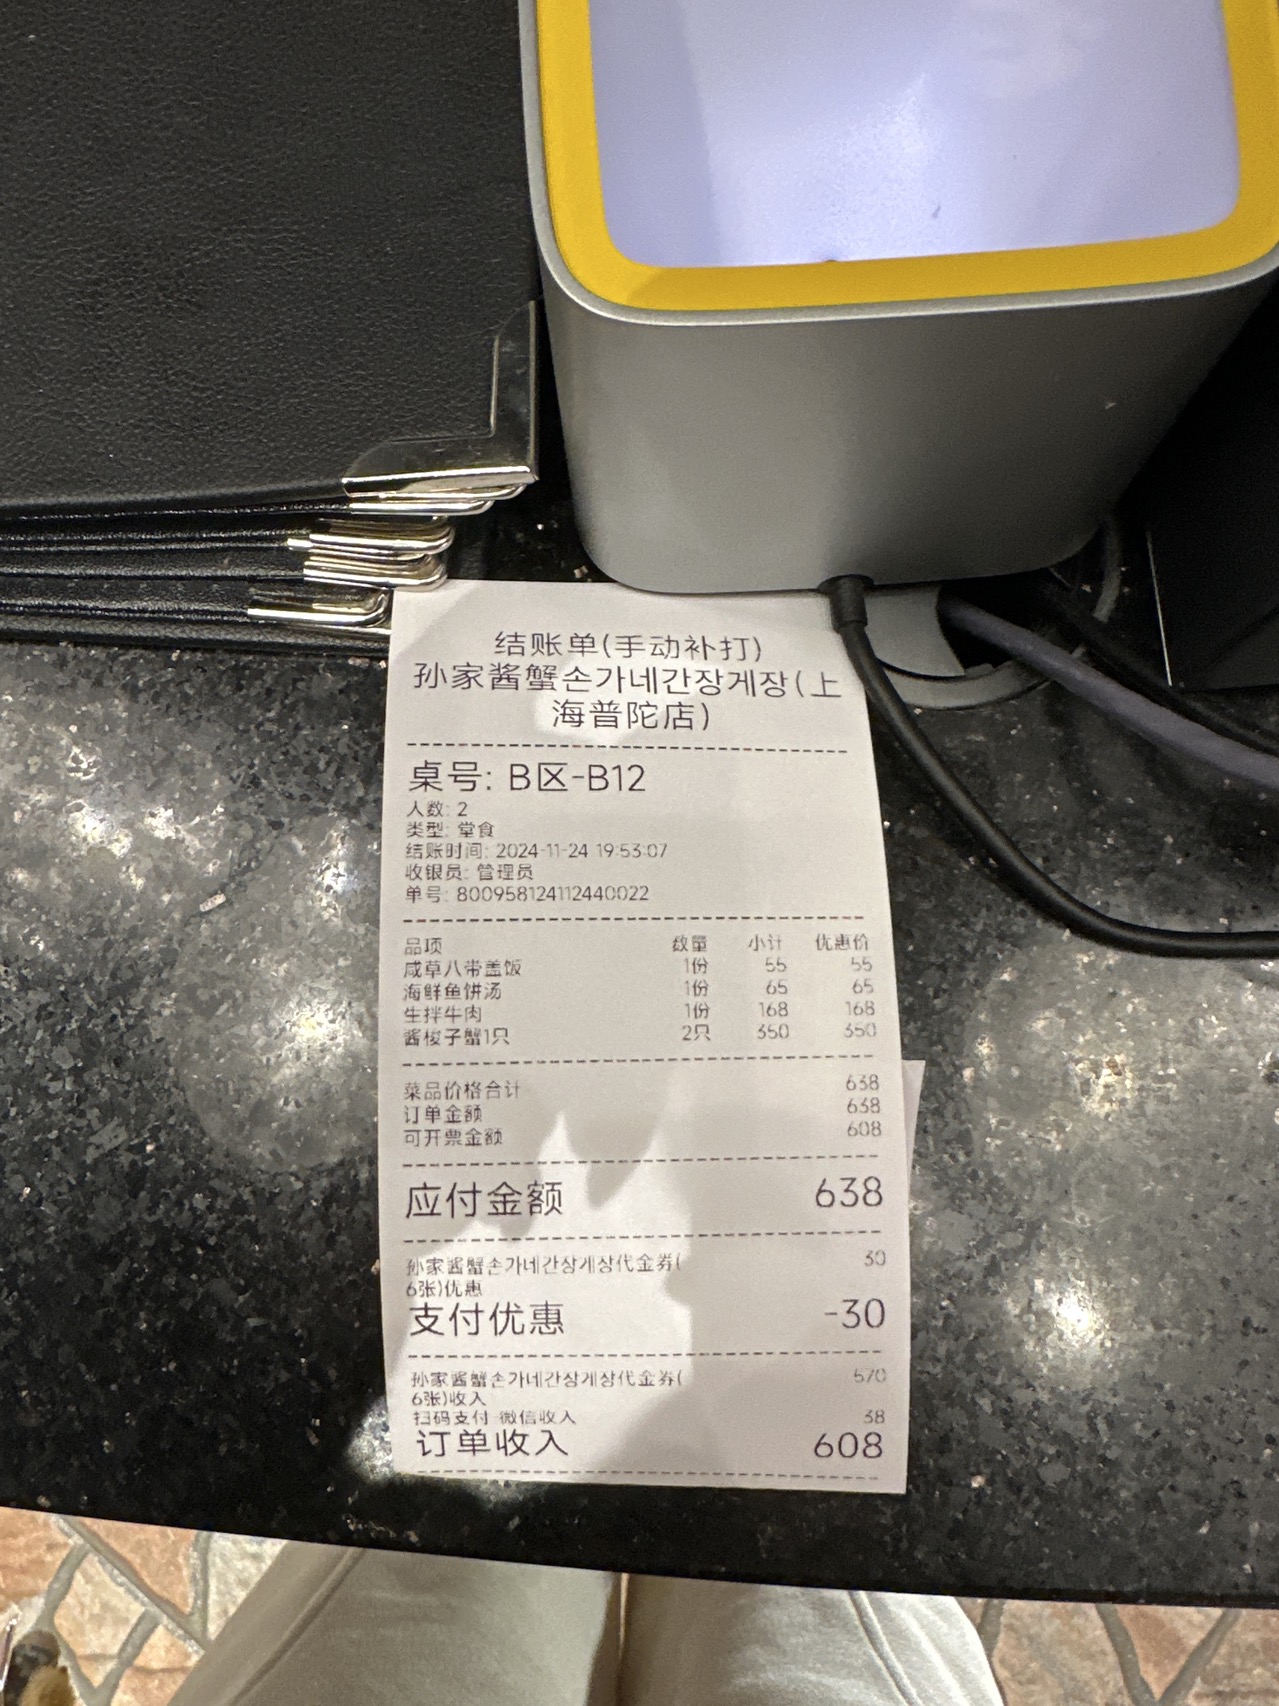 结账单(手动补打)
孙家酱蟹손가네간장게장(上
海普陀店)
桌号: B区-B12
人数: 2
类型: 堂食
结账时间: 2024-11-24 19:53:07
收银员: 管理员
单号: 800958124112440022
品项 数量 小计 优惠价
咸草八带盖饭 1份 55 55
海鲜鱼饼汤 1份 65 65
生拌牛肉 1份 168 168
酱梭子蟹1只 2只 350 350
菜品价格合计 638
订单金额 638
可开票金额 608
应付金额 638
孙家酱蟹손가네간장게장代金券( 30
6张)优惠
支付优惠 -30
孙家酱蟹손가네간장게장代金券( 570
6张)收入
扫码支付-微信收入 38
订单收入 608